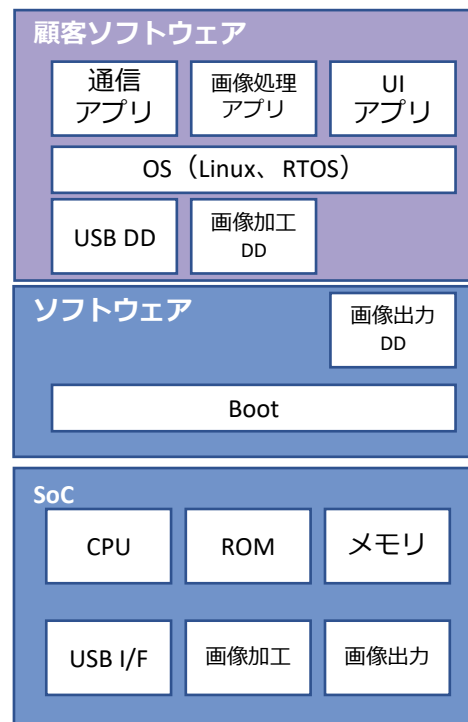 顧客ソフトウェア
通信
アプリ
画像処理
アプリ
UI
アプリ
OS（Linux、RTOS）
USB DD
画像加工
DD
ソフトウェア
画像出力
DD
Boot
SoC
CPU
ROM
メモリ
USB I/F
画像加工
画像出力